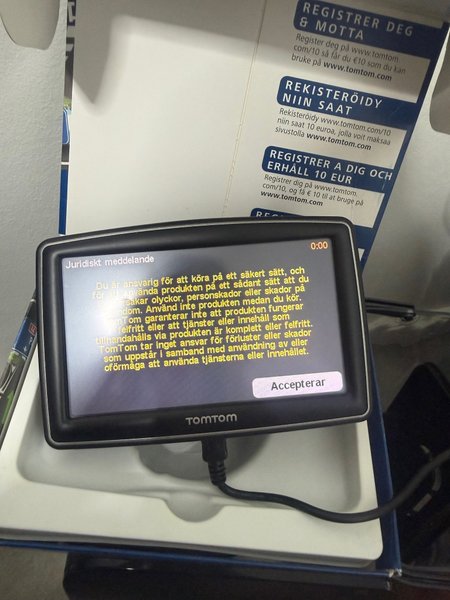 REGISTRER DEG
& MOTTA
Register deg på www.tomtom.
com/10 så får du €10 som du kan
bruke på www.tomtom.com
REKISTERÖIDY
NIIN SAAT
Rekisteröidy www.tomtom.com/10
niin saat 10 euroa, jolla voit maksaa
sivustolla www.tomtom.com
REGISTRER A DIG OCH
ERHÅLL 10 EUR
Registrer dig på www.tomtom.
com/10, og få € 10 til at bruge på
www.tomtom.com
0:00
Juridiskt meddelande
Du är ansvarig för att köra på ett säkert sätt, och
för att använda produkten på ett sådant sätt att du
orsakar olyckor, personskador eller skador på
dom. Använd inte produkten medan du kör.
TomTom garanterar inte att produkten fungerar
felfritt eller att tjänster eller innehåll som
tillhandahålls via produkten är komplett eller felfritt.
TomTom tar inget ansvar för förluster eller skador
som uppstår i samband med användning av eller
oförmåga att använda tjänsterna eller innehållet.
Accepterar
TOMTOM